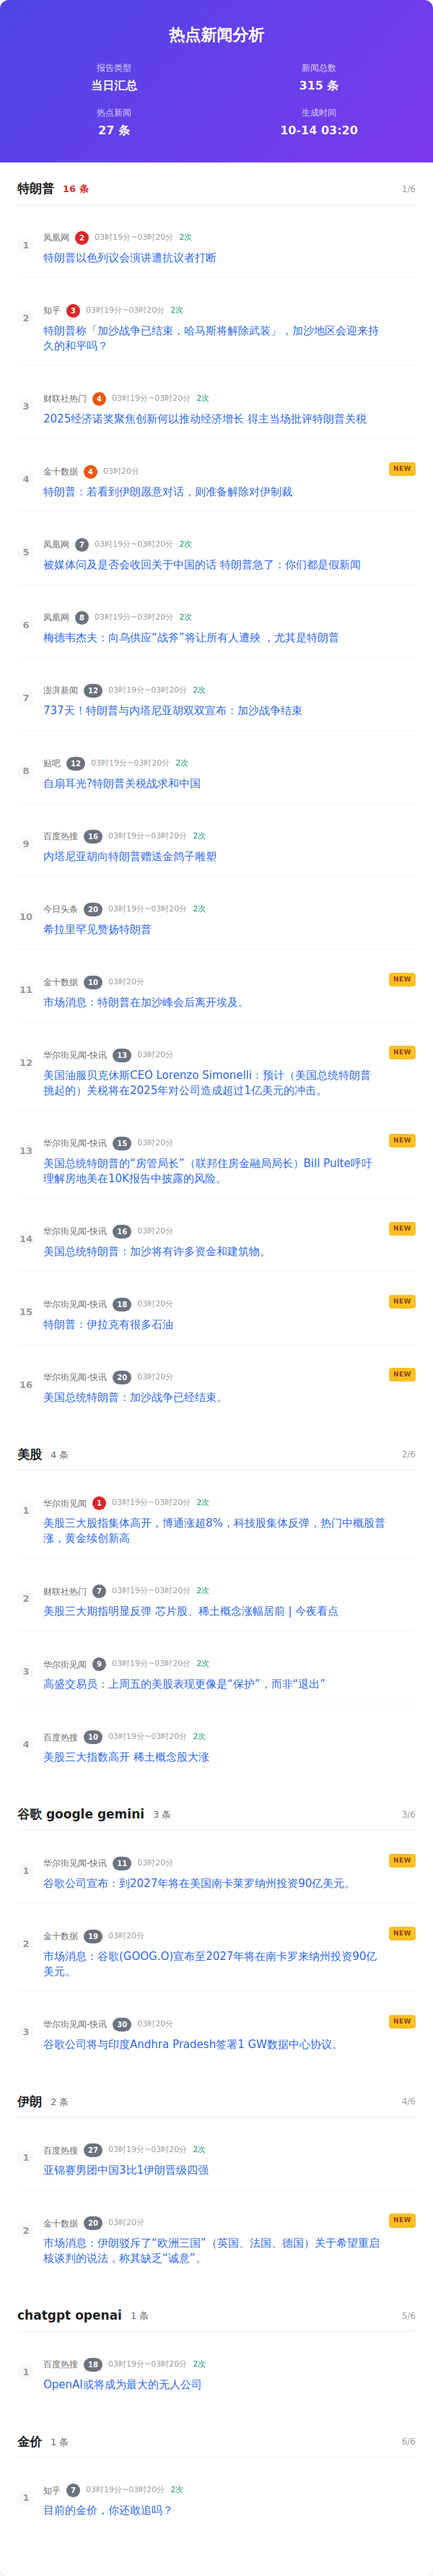 热点新闻分析
报告类型
新闻总数
当日汇总
315 条
热点新闻
生成时间
27 条
10-14 03:20
特朗普 16 条 1/6
1
凤凰网 2 03时19分~03时20分 2次
特朗普以色列议会演讲遭抗议者打断
2
知乎 3 03时19分~03时20分 2次
特朗普称「加沙战争已结束，哈马斯将解除武装」，加沙地区会迎来持
久的和平吗？
3
财联社热门 4 03时19分~03时20分 2次
2025经济诺奖聚焦创新何以推动经济增长 得主当场批评特朗普关税
4
金十数据 4 03时20分 NEW
特朗普：若看到伊朗愿意对话，则准备解除对伊制裁
5
凤凰网 7 03时19分~03时20分 2次
被媒体问及是否会收回关于中国的话 特朗普急了：你们都是假新闻
6
凤凰网 8 03时19分~03时20分 2次
梅德韦杰夫：向乌供应“战斧”将让所有人遭殃 ，尤其是特朗普
7
澎湃新闻 12 03时19分~03时20分 2次
737天！特朗普与内塔尼亚胡双双宣布：加沙战争结束
8
贴吧 12 03时19分~03时20分 2次
自扇耳光?特朗普关税战求和中国
9
百度热搜 16 03时19分~03时20分 2次
内塔尼亚胡向特朗普赠送金鸽子雕塑
10
今日头条 20 03时19分~03时20分 2次
希拉里罕见赞扬特朗普
11
金十数据 10 03时20分 NEW
市场消息：特朗普在加沙峰会后离开埃及。
12
华尔街见闻-快讯 13 03时20分 NEW
美国油服贝克休斯CEO Lorenzo Simonelli：预计（美国总统特朗普
挑起的）关税将在2025年对公司造成超过1亿美元的冲击。
13
华尔街见闻-快讯 15 03时20分 NEW
美国总统特朗普的“房管局长”（联邦住房金融局局长）Bill Pulte呼吁
理解房地美在10K报告中披露的风险。
14
华尔街见闻-快讯 16 03时20分 NEW
美国总统特朗普：加沙将有许多资金和建筑物。
15
华尔街见闻-快讯 18 03时20分 NEW
特朗普：伊拉克有很多石油
16
华尔街见闻-快讯 20 03时20分 NEW
美国总统特朗普：加沙战争已经结束。
美股 4 条 2/6
1
华尔街见闻 1 03时19分~03时20分 2次
美股三大股指集体高开，博通涨超8%，科技股集体反弹，热门中概股普
涨，黄金续创新高
2
财联社热门 7 03时19分~03时20分 2次
美股三大期指明显反弹 芯片股、稀土概念涨幅居前 | 今夜看点
3
华尔街见闻 9 03时19分~03时20分 2次
高盛交易员：上周五的美股表现更像是“保护”，而非“退出”
4
百度热搜 10 03时19分~03时20分 2次
美股三大指数高开 稀土概念股大涨
谷歌 google gemini 3 条 3/6
1
华尔街见闻-快讯 11 03时20分 NEW
谷歌公司宣布：到2027年将在美国南卡莱罗纳州投资90亿美元。
2
金十数据 19 03时20分 NEW
市场消息：谷歌(GOOG.O)宣布至2027年将在南卡罗来纳州投资90亿
美元。
3
华尔街见闻-快讯 30 03时20分 NEW
谷歌公司将与印度Andhra Pradesh签署1 GW数据中心协议。
伊朗 2 条 4/6
1
百度热搜 27 03时19分~03时20分 2次
亚锦赛男团中国3比1伊朗晋级四强
2
金十数据 20 03时20分 NEW
市场消息：伊朗驳斥了“欧洲三国”（英国、法国、德国）关于希望重启
核谈判的说法，称其缺乏“诚意”。
chatgpt openai 1 条 5/6
1
百度热搜 18 03时19分~03时20分 2次
OpenAI或将成为最大的无人公司
金价 1 条 6/6
1
知乎 7 03时19分~03时20分 2次
目前的金价，你还敢追吗？